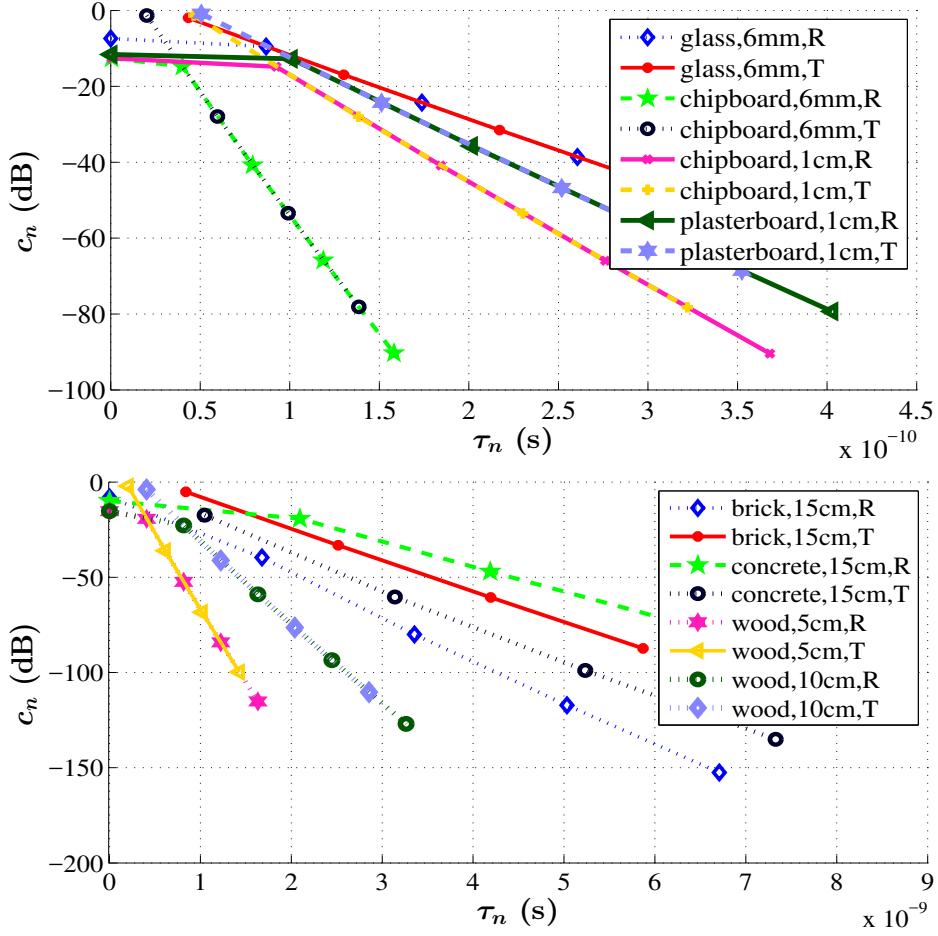 0
−20
−40
−60
−80
−100
c_n (dB)
0 0.5 1 1.5 2 2.5 3 3.5 4 4.5
τ_n (s)
x 10^−10
glass,6mm,R
glass,6mm,T
chipboard,6mm,R
chipboard,6mm,T
chipboard,1cm,R
chipboard,1cm,T
plasterboard,1cm,R
plasterboard,1cm,T
0
−50
−100
−150
−200
c_n (dB)
0 1 2 3 4 5 6 7 8 9
τ_n (s)
x 10^−9
brick,15cm,R
brick,15cm,T
concrete,15cm,R
concrete,15cm,T
wood,5cm,R
wood,5cm,T
wood,10cm,R
wood,10cm,T